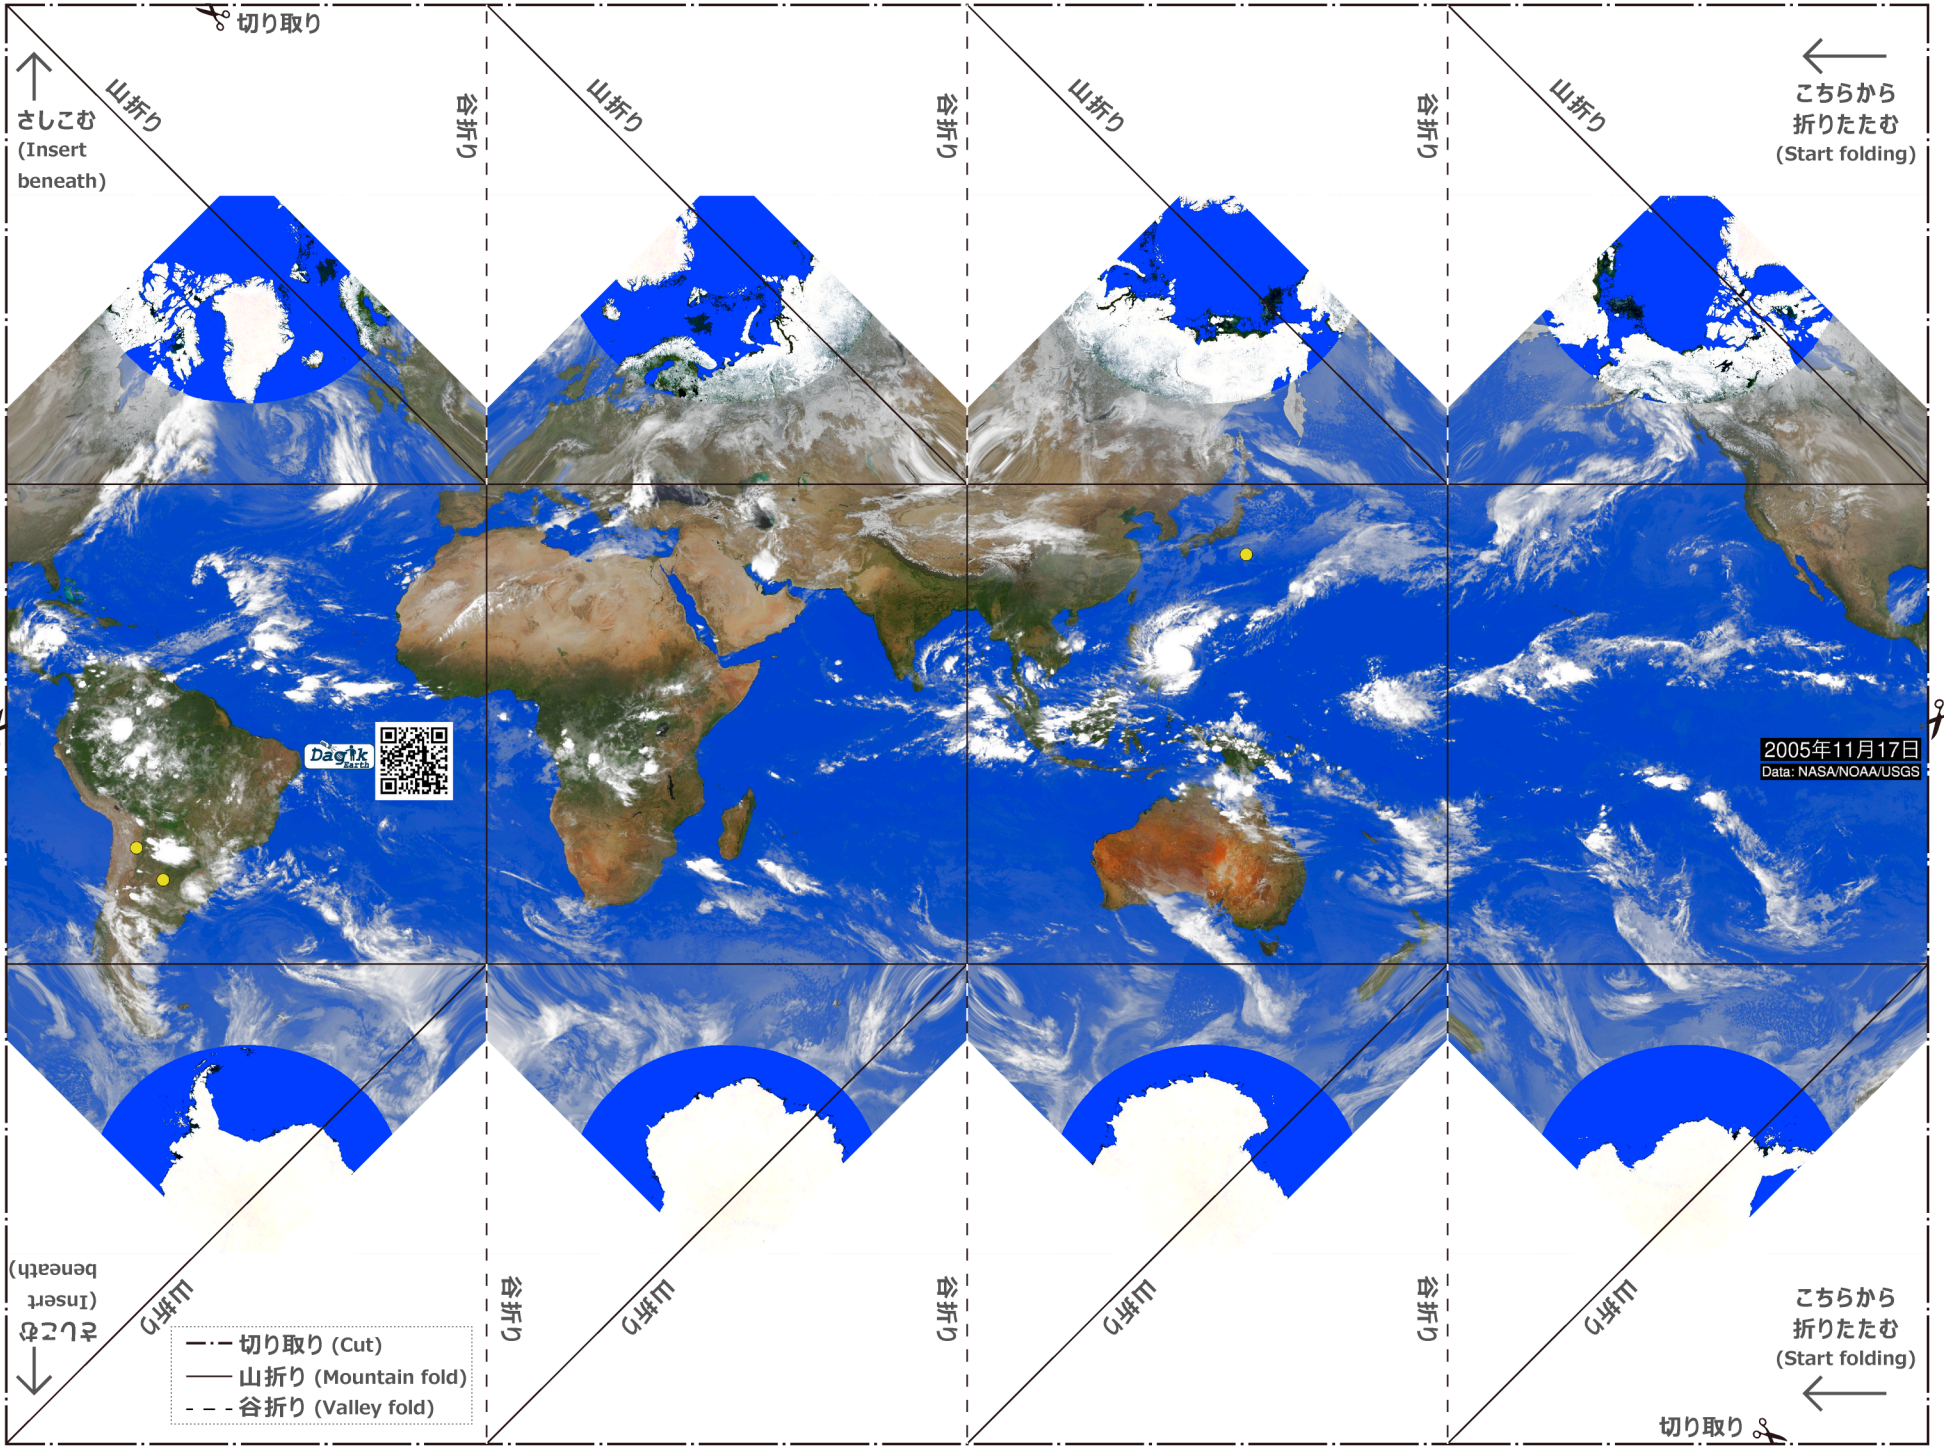 切り取り
山折り
谷折り
山折り
谷折り
山折り
谷折り
山折り
こちらから
折りたたむ
(Start folding)
さしこむ
(Insert
beneath)
Dagik
Earth
2005年11月17日
Data: NASA/NOAA/USGS
さしこむ
(Insert
beneath)
山折り
谷折り
山折り
谷折り
山折り
谷折り
山折り
こちらから
折りたたむ
(Start folding)
切り取り (Cut)
山折り (Mountain fold)
谷折り (Valley fold)
切り取り